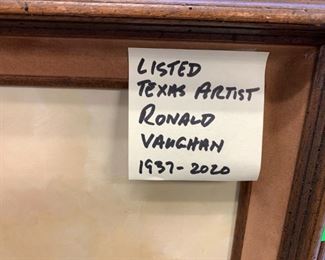 LISTED
TEXAS ARTIST
RONALD
VAUGHAN
1937-2020